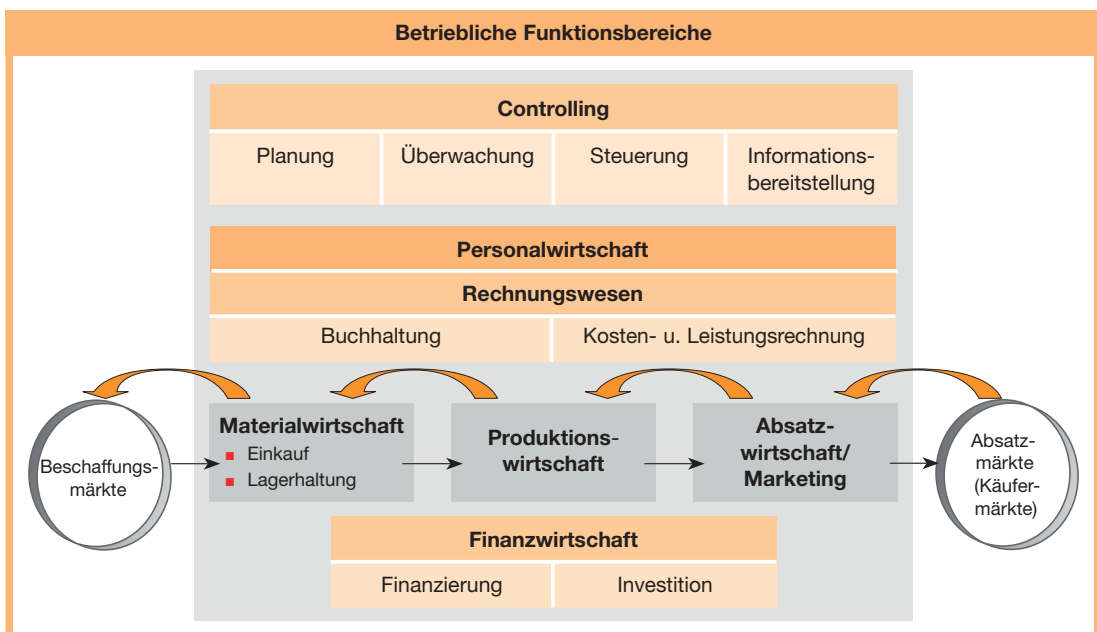 Betriebliche Funktionsbereiche
Controlling
Planung
Überwachung
Steuerung
Informations-
bereitstellung
Personalwirtschaft
Rechnungswesen
Buchhaltung
Kosten- u. Leistungsrechnung
Beschaffungs-
märkte
Materialwirtschaft
Einkauf
Lagerhaltung
Produktions-
wirtschaft
Absatz-
wirtschaft/
Marketing
Absatz-
märkte
(Käufer-
märkte)
Finanzwirtschaft
Finanzierung
Investition